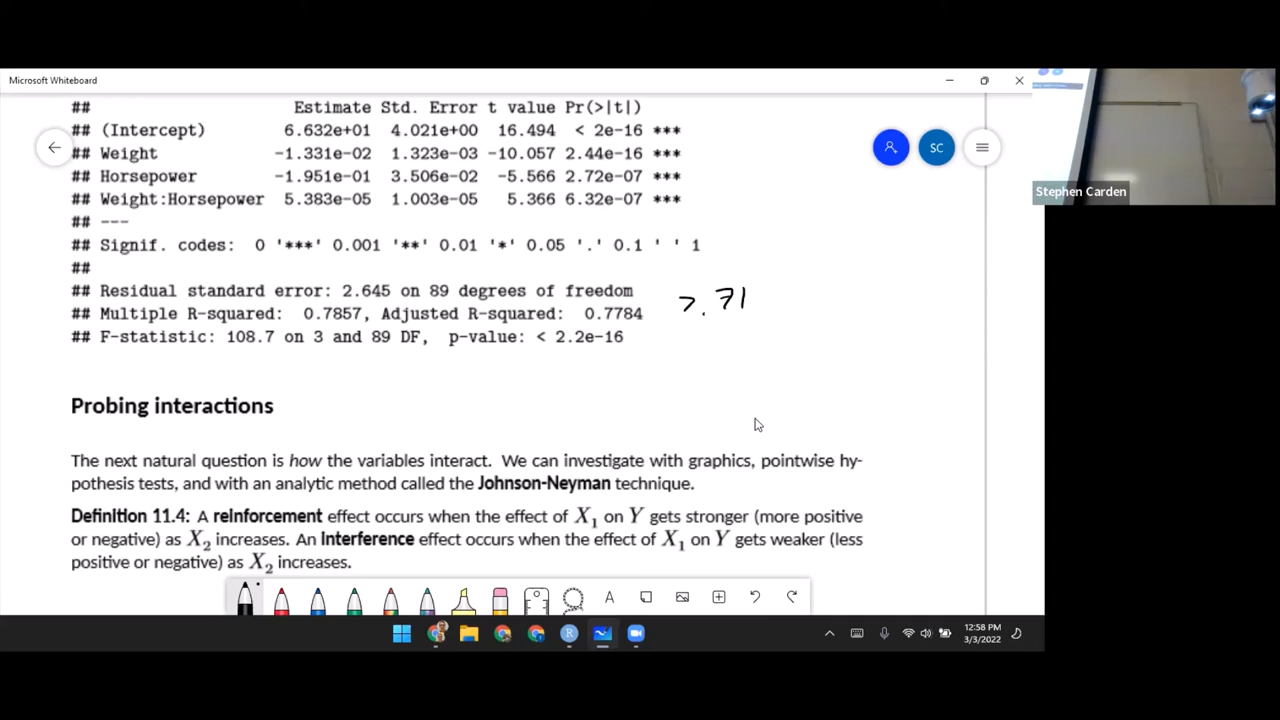 Microsoft Whiteboard
## Estimate Std. Error t value Pr(>|t|)
## (Intercept) 6.632e+01 4.021e+00 16.494 < 2e-16 ***
## Weight -1.331e-02 1.323e-03 -10.057 2.44e-16 ***
## Horsepower -1.951e-01 3.506e-02 -5.566 2.72e-07 ***
## Weight:Horsepower 5.383e-05 1.003e-05 5.366 6.32e-07 ***
## ---
## Signif. codes: 0 '***' 0.001 '**' 0.01 '*' 0.05 '.' 0.1 ' ' 1
##
## Residual standard error: 2.645 on 89 degrees of freedom
## Multiple R-squared: 0.7857, Adjusted R-squared: 0.7784
> .71
## F-statistic: 108.7 on 3 and 89 DF, p-value: < 2.2e-16
Probing interactions
The next natural question is how the variables interact. We can investigate with graphics, pointwise hy-
pothesis tests, and with an analytic method called the Johnson-Neyman technique.
Definition 11.4: A reinforcement effect occurs when the effect of X₁ on Y gets stronger (more positive
or negative) as X₂ increases. An Interference effect occurs when the effect of X₁ on Y gets weaker (less
positive or negative) as X₂ increases.
SC
Stephen Carden
A
12:58 PM
3/3/2022